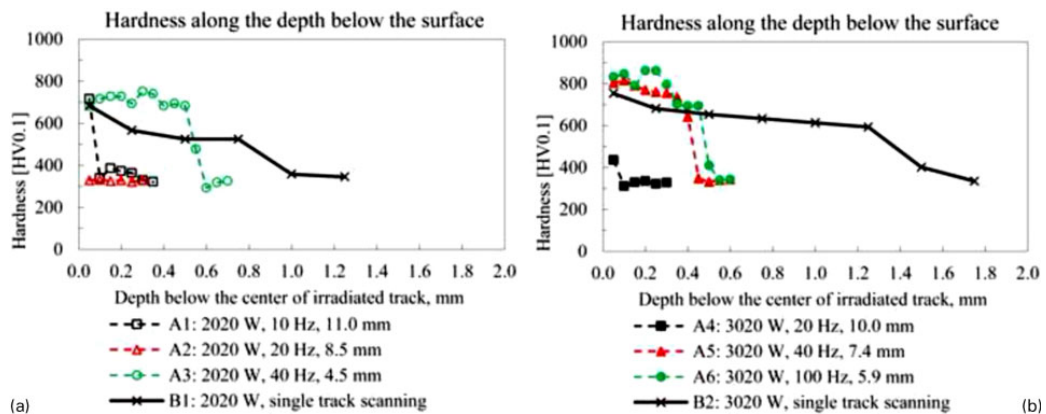 (a)
Hardness along the depth below the surface
Hardness [HV0.1]
1000
800
600
400
200
0
0.0 0.2 0.4 0.6 0.8 1.0 1.2 1.4 1.6 1.8 2.0
Depth below the center of irradiated track, mm
A1: 2020 W, 10 Hz, 11.0 mm
A2: 2020 W, 20 Hz, 8.5 mm
A3: 2020 W, 40 Hz, 4.5 mm
B1: 2020 W, single track scanning
Hardness along the depth below the surface
Hardness [HV0.1]
1000
800
600
400
200
0
0.0 0.2 0.4 0.6 0.8 1.0 1.2 1.4 1.6 1.8 2.0
Depth below the center of irradiated track, mm
A4: 3020 W, 20 Hz, 10.0 mm
A5: 3020 W, 40 Hz, 7.4 mm
A6: 3020 W, 100 Hz, 5.9 mm
B2: 3020 W, single track scanning
(b)